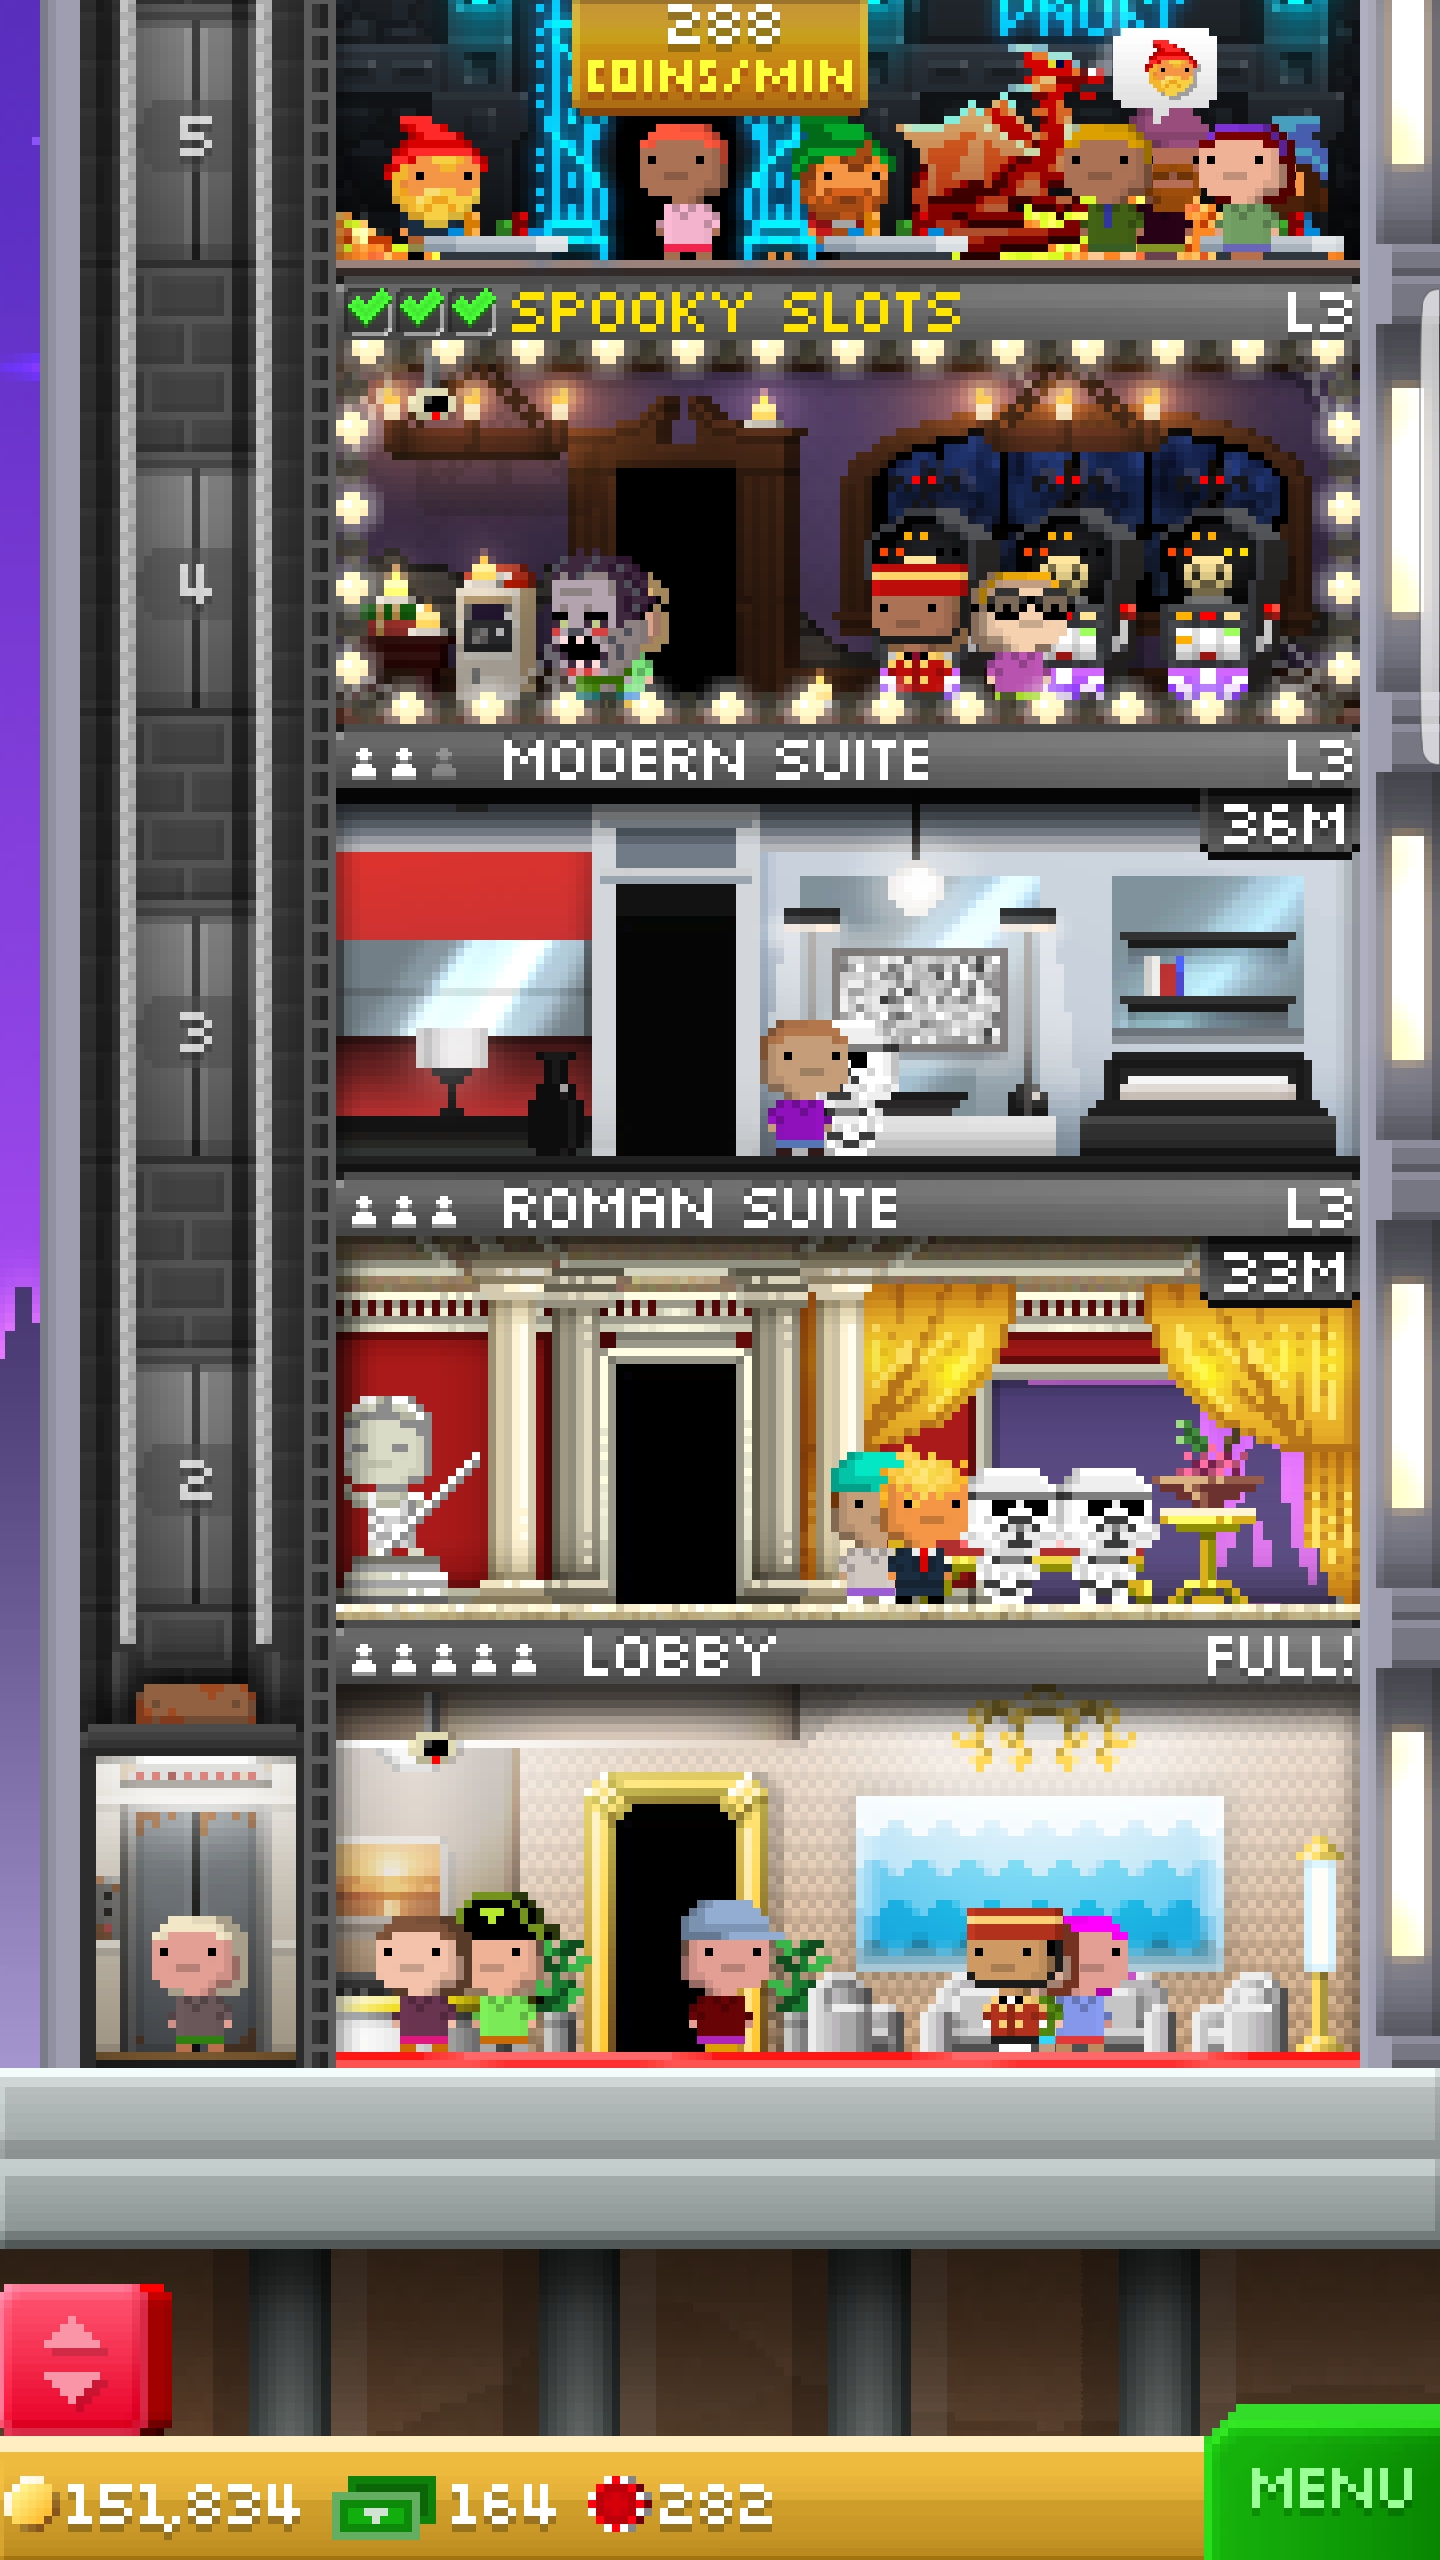 288
COINS/MIN
5
SPOOKY SLOTS L3
4
MODERN SUITE L3
36M
3
ROMAN SUITE L3
33M
2
LOBBY FULL!
151,834 164 282
MENU